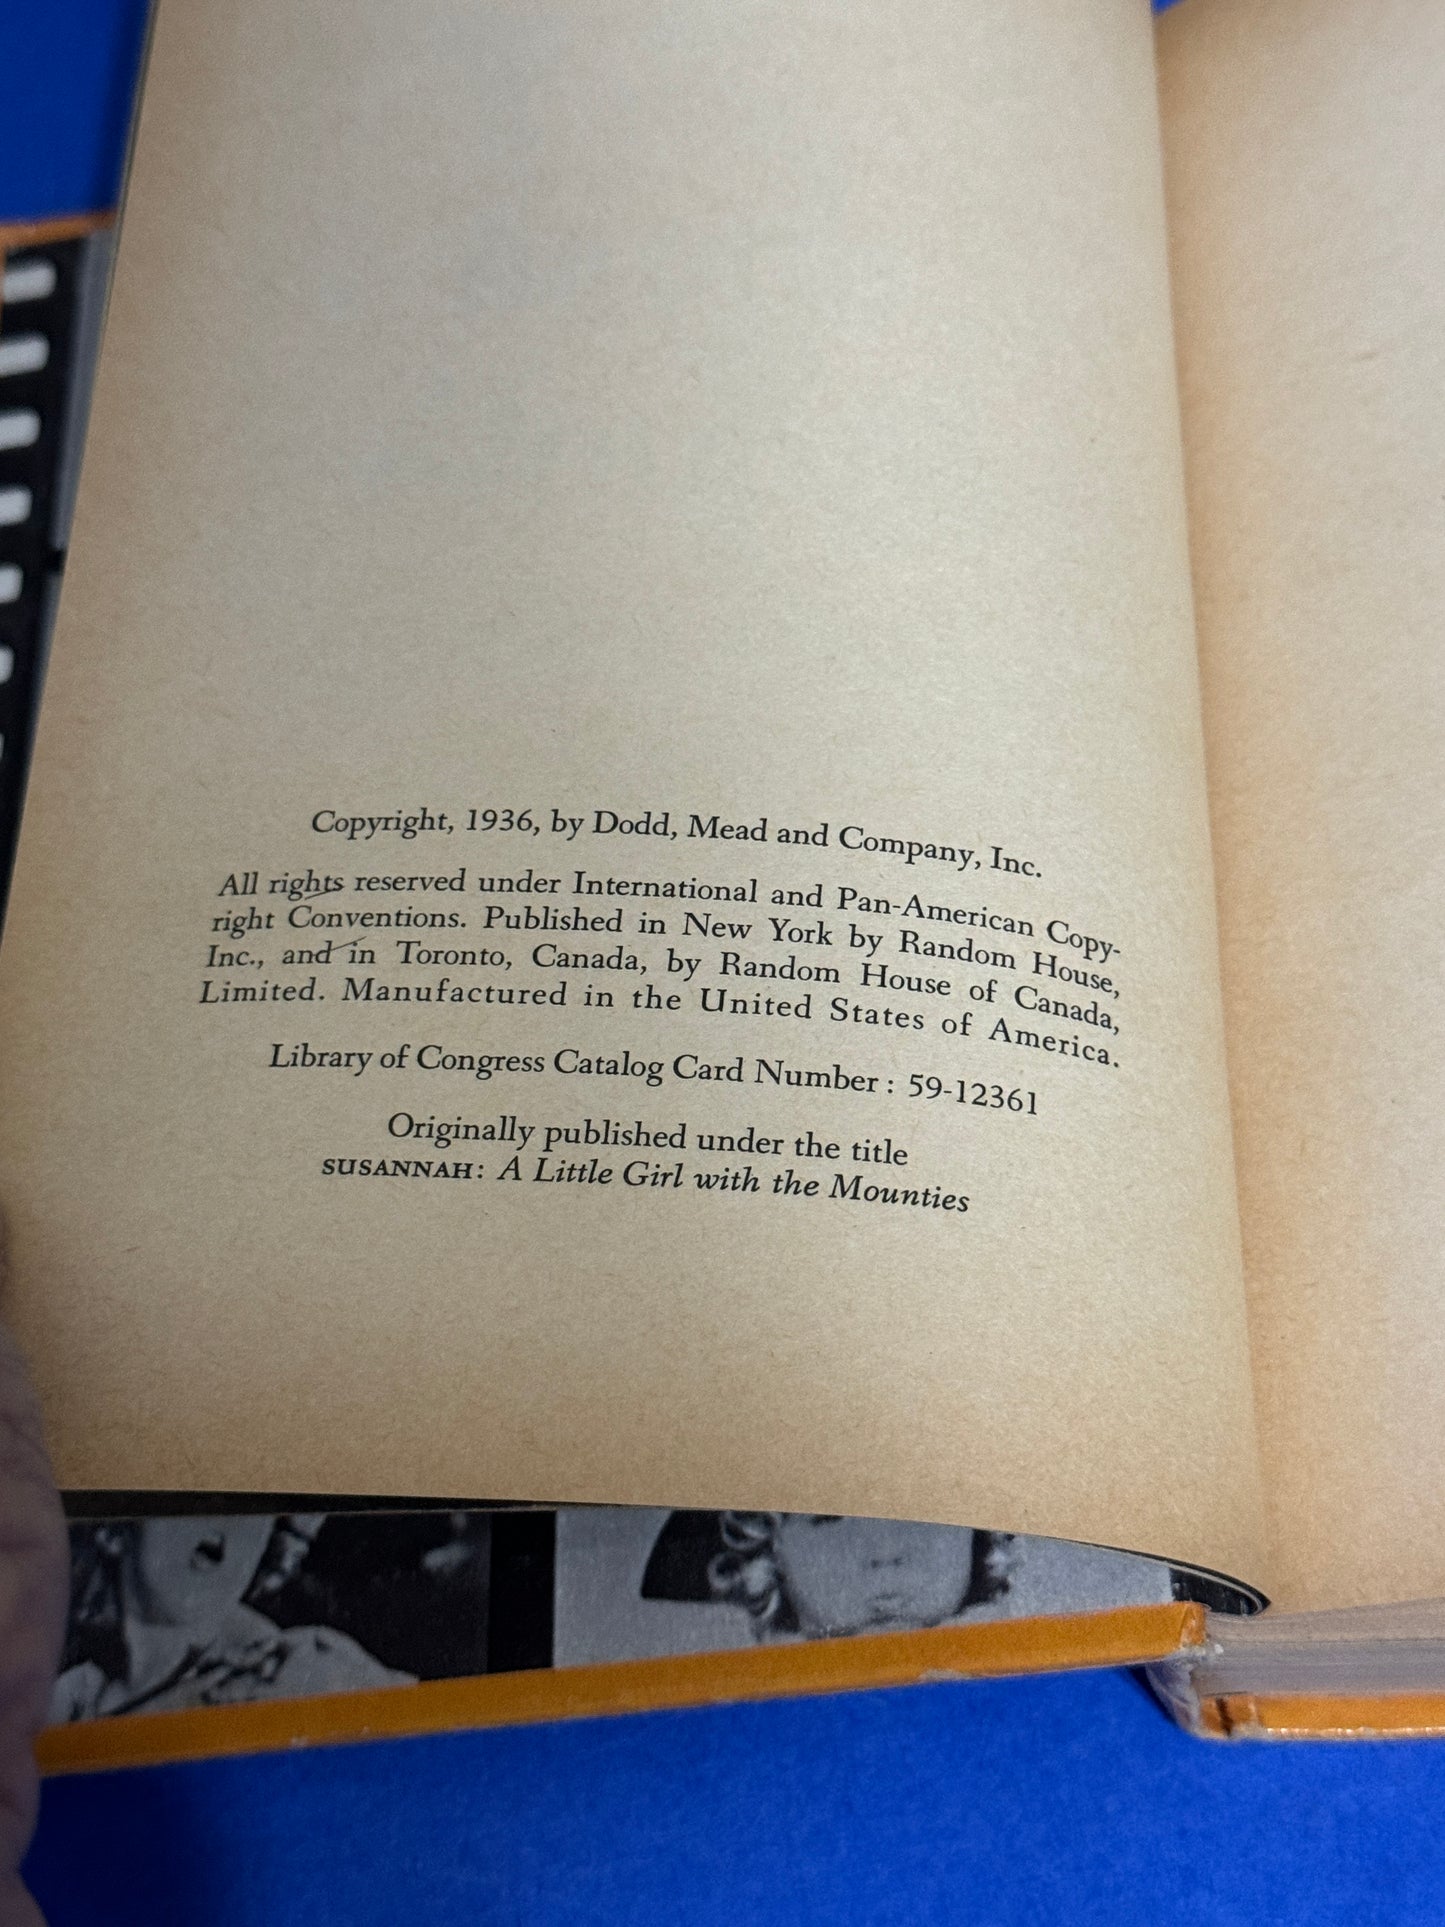 Copyright, 1936, by Dodd, Mead and Company, Inc.
All rights reserved under International and Pan-American Copy-
right Conventions. Published in New York by Random House,
Inc., and in Toronto, Canada, by Random House of Canada,
Limited. Manufactured in the United States of America.
Library of Congress Catalog Card Number : 59-12361
Originally published under the title
SUSANNAH: A Little Girl with the Mounties